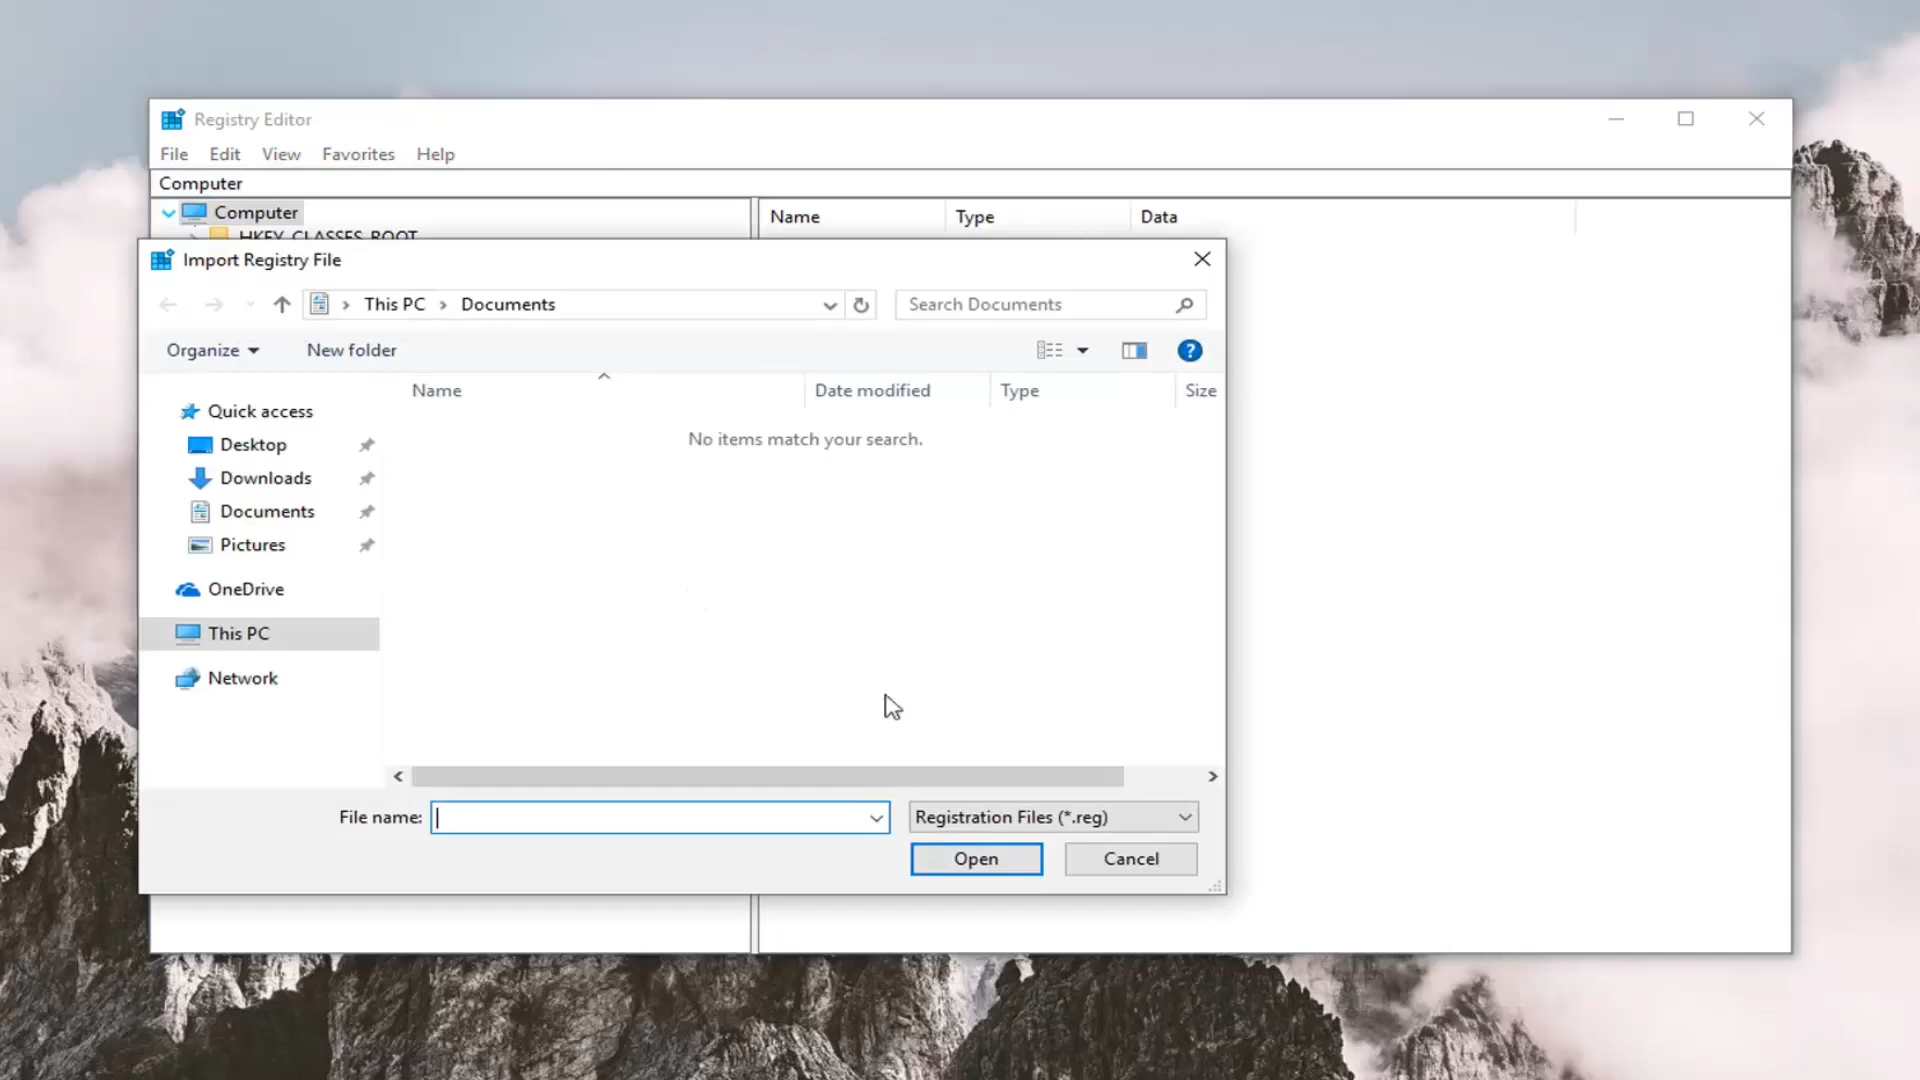 Registry Editor
File Edit View Favorites Help
Computer
Computer
HKEY_CLASSES_ROOT
Name Type Data
Import Registry File
This PC Documents
Search Documents
Organize New folder
?
Name Date modified Type Size
Quick access
Desktop
Downloads
Documents
Pictures
OneDrive
This PC
Network
No items match your search.
File name:
Registration Files (*.reg)
Open Cancel